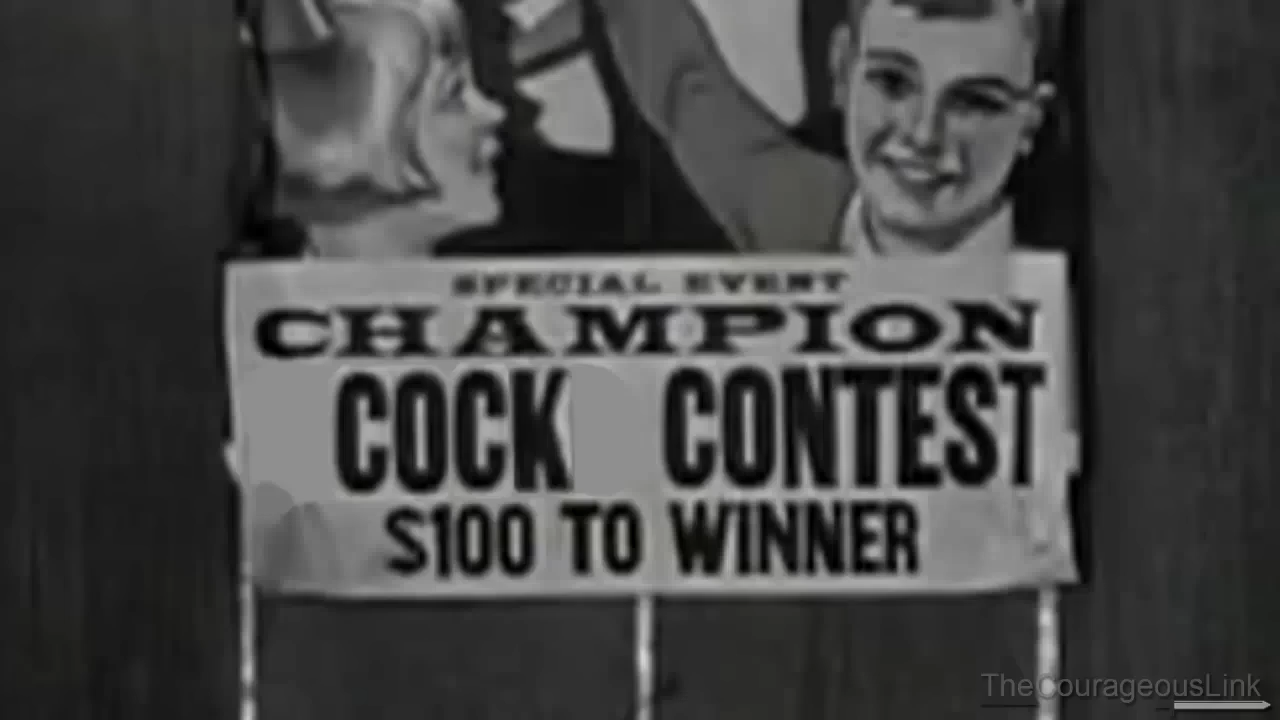 SPECIAL EVENT
CHAMPION
COCK CONTEST
$100 TO WINNER
TheCourageousLink